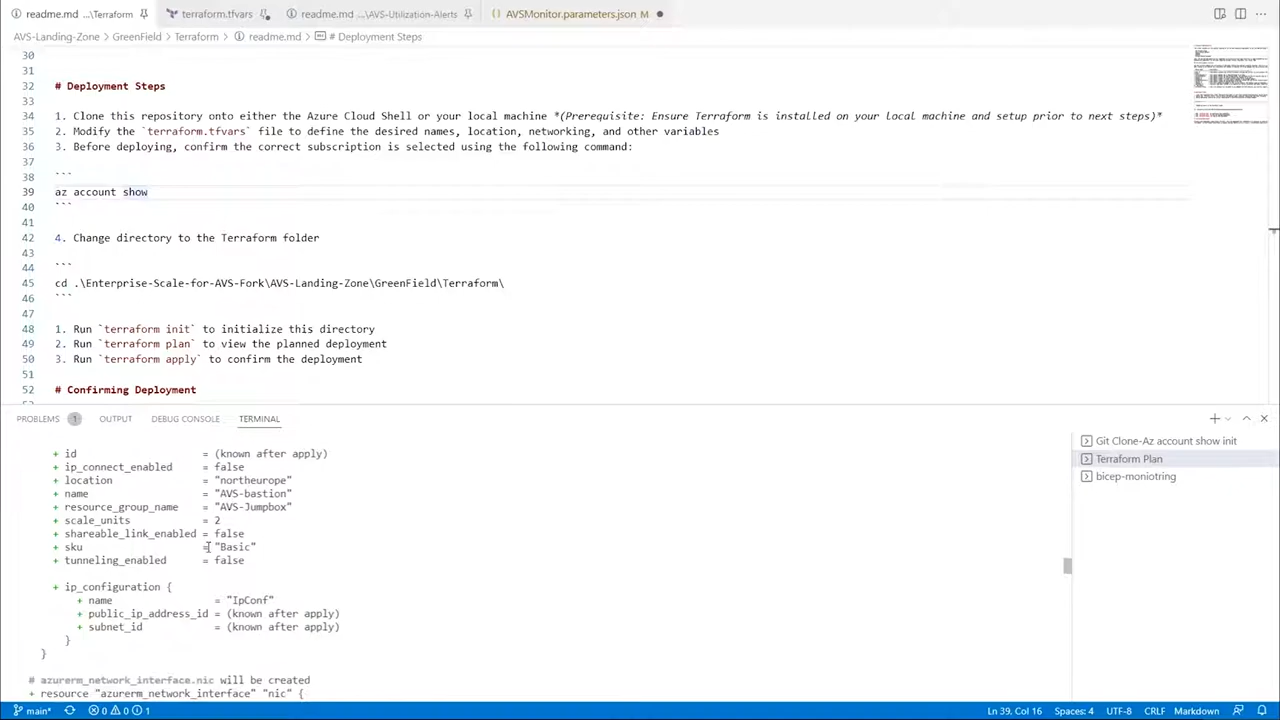 readme.md ...\Terraform terraform.tfvars readme.md ...\AVS-Utilization-Alerts AVSMonitor.parameters.json M
AVS-Landing-Zone > GreenField > Terraform > readme.md > # Deployment Steps
30
31
32 # Deployment Steps
33
34 1. Clone this repository onto either the Azure Cloud Shell or your local machine *(Prerequisite: Ensure Terraform is installed on your local machine and setup prior to next steps)*
35 2. Modify the `terraform.tfvars` file to define the desired names, location, networking, and other variables
36 3. Before deploying, confirm the correct subscription is selected using the following command:
37
38 ```
39 az account show
40 ```
41
42 4. Change directory to the Terraform folder
43
44 ```
45 cd .\Enterprise-Scale-for-AVS-Fork\AVS-Landing-Zone\GreenField\Terraform\
46 ```
47
48 1. Run `terraform init` to initialize this directory
49 2. Run `terraform plan` to view the planned deployment
50 3. Run `terraform apply` to confirm the deployment
51
52 # Confirming Deployment
PROBLEMS 1 OUTPUT DEBUG CONSOLE TERMINAL
+ id = (known after apply)
+ ip_connect_enabled = false
+ location = "northeurope"
+ name = "AVS-bastion"
+ resource_group_name = "AVS-Jumpbox"
+ scale_units = 2
+ shareable_link_enabled = false
+ sku = "Basic"
+ tunneling_enabled = false
+ ip_configuration {
+ name = "IpConf"
+ public_ip_address_id = (known after apply)
+ subnet_id = (known after apply)
}
}
# azurerm_network_interface.nic will be created
+ resource "azurerm_network_interface" "nic" {
Git Clone-Az account show init
Terraform Plan
bicep-moniotring
main* 0 0 1 Ln 39, Col 16 Spaces: 4 UTF-8 CRLF Markdown